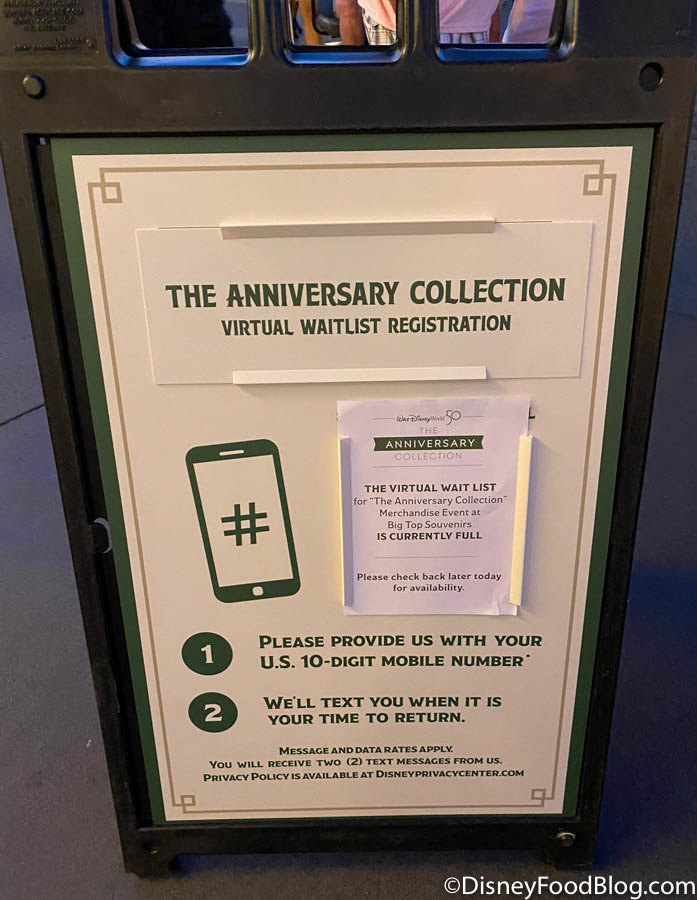 THE ANNIVERSARY COLLECTION
VIRTUAL WAITLIST REGISTRATION
Walt Disney World 50
THE
ANNIVERSARY
COLLECTION
THE VIRTUAL WAIT LIST
for "The Anniversary Collection"
Merchandise Event at
Big Top Souvenirs
IS CURRENTLY FULL
Please check back later today
for availability.
#
1 PLEASE PROVIDE US WITH YOUR
U.S. 10-DIGIT MOBILE NUMBER*
2 WE'LL TEXT YOU WHEN IT IS
YOUR TIME TO RETURN.
MESSAGE AND DATA RATES APPLY.
YOU WILL RECEIVE TWO (2) TEXT MESSAGES FROM US.
PRIVACY POLICY IS AVAILABLE AT DISNEYPRIVACYCENTER.COM
©DisneyFoodBlog.com